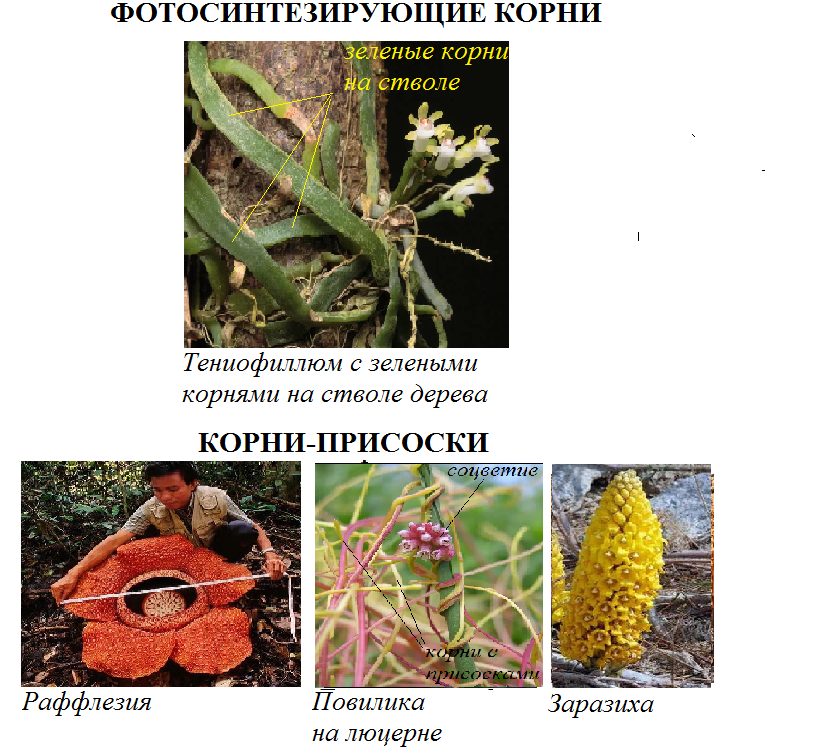 ФОТОСИНТЕЗИРУЮЩИЕ КОРНИ
зеленые корни
на стволе
Тениофиллюм с зелеными
корнями на стволе дерева
КОРНИ-ПРИСОСКИ
соцветие
корни с
присосками
Раффлезия
Повилика
на люцерне
Заразиха